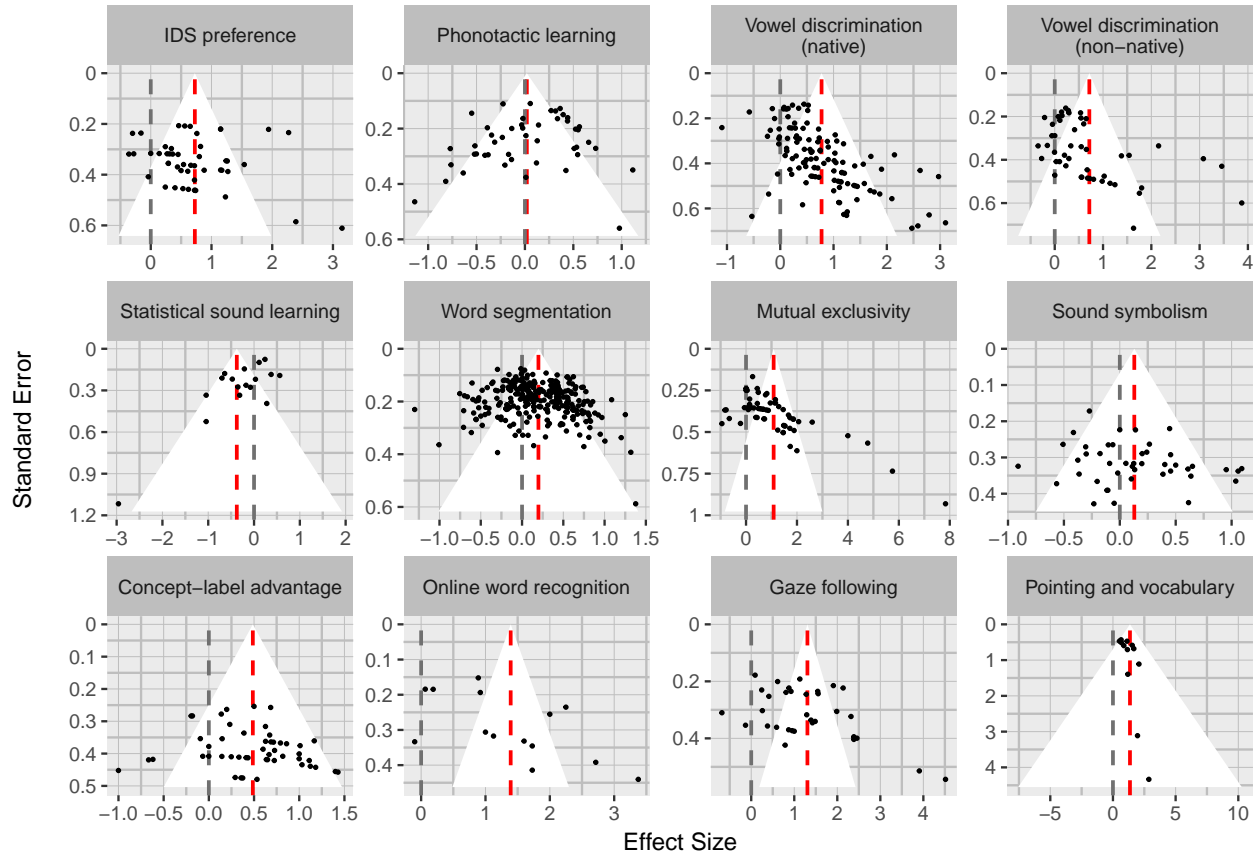 IDS preference
Phonotactic learning
Vowel discrimination
(native)
Vowel discrimination
(non−native)
0
0.2
0.4
0.6
0 1 2 3
0
0.2
0.4
0.6
−1.0 −0.5 0.0 0.5 1.0
0
0.2
0.4
0.6
−1 0 1 2 3
0
0.2
0.4
0.6
0 1 2 3 4
Statistical sound learning
Word segmentation
Mutual exclusivity
Sound symbolism
0
0.3
0.6
0.9
1.2
−3 −2 −1 0 1 2
0
0.2
0.4
0.6
−1.0 −0.5 0.0 0.5 1.0 1.5
0
0.25
0.5
0.75
1
0 2 4 6 8
0
0.1
0.2
0.3
0.4
−1.0 −0.5 0.0 0.5 1.0
Concept−label advantage
Online word recognition
Gaze following
Pointing and vocabulary
0
0.1
0.2
0.3
0.4
0.5
−1.0 −0.5 0.0 0.5 1.0 1.5
0
0.1
0.2
0.3
0.4
0 1 2 3
0
0.2
0.4
0 1 2 3 4
0
1
2
3
4
−5 0 5 10
Standard Error
Effect Size